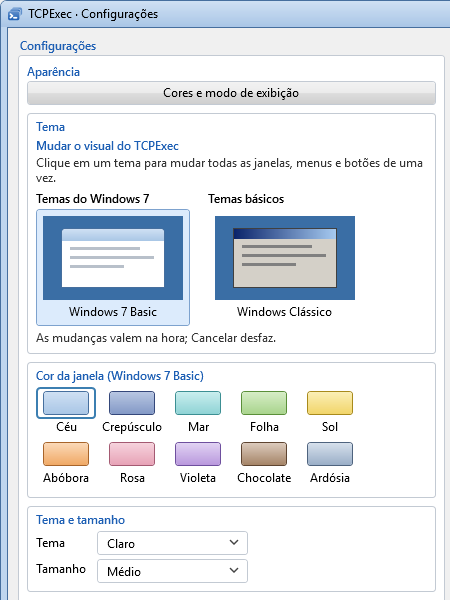 TCPExec · Configurações
Configurações
Aparência
Cores e modo de exibição
Tema
Mudar o visual do TCPExec
Clique em um tema para mudar todas as janelas, menus e botões de uma
vez.
Temas do Windows 7
Temas básicos
Windows 7 Basic
Windows Clássico
As mudanças valem na hora; Cancelar desfaz.
Cor da janela (Windows 7 Basic)
Céu
Crepúsculo
Mar
Folha
Sol
Abóbora
Rosa
Violeta
Chocolate
Ardósia
Tema e tamanho
Tema
Claro
Tamanho
Médio